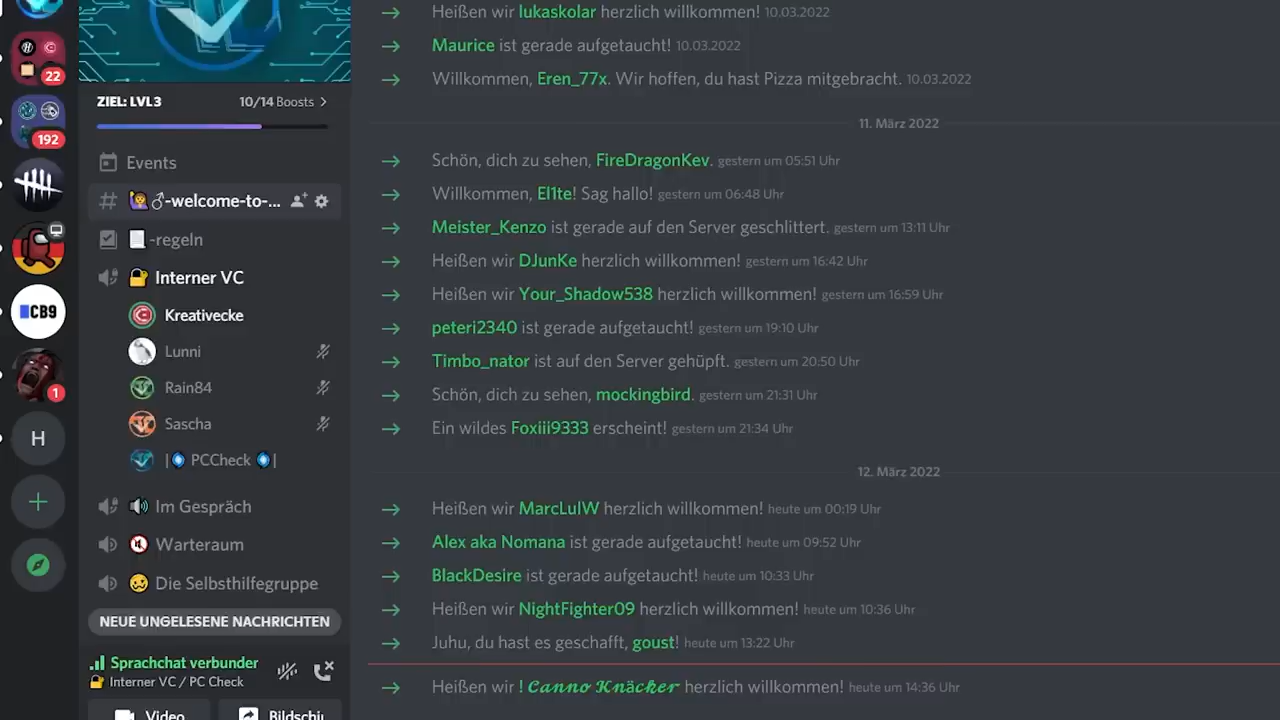 22
192
CB9
1
H
ZIEL: LVL3
10/14 Boosts
Events
-welcome-to-...
-regeln
Interner VC
Kreativecke
Lunni
Rain84
Sascha
| PCCheck |
Im Gespräch
Warteraum
Die Selbsthilfegruppe
NEUE UNGELESENE NACHRICHTEN
Sprachchat verbunden
Interner VC / PC Check
Video
Bildschi
Heißen wir lukaskolar herzlich willkommen! 10.03.2022
Maurice ist gerade aufgetaucht! 10.03.2022
Willkommen, Eren_77x. Wir hoffen, du hast Pizza mitgebracht. 10.03.2022
11. März 2022
Schön, dich zu sehen, FireDragonKev. gestern um 05:51 Uhr
Willkommen, El1te! Sag hallo! gestern um 06:48 Uhr
Meister_Kenzo ist gerade auf den Server geschlittert. gestern um 13:11 Uhr
Heißen wir DJunKe herzlich willkommen! gestern um 16:42 Uhr
Heißen wir Your_Shadow538 herzlich willkommen! gestern um 16:59 Uhr
peteri2340 ist gerade aufgetaucht! gestern um 19:10 Uhr
Timbo_nator ist auf den Server gehüpft. gestern um 20:50 Uhr
Schön, dich zu sehen, mockingbird. gestern um 21:31 Uhr
Ein wildes Foxiii9333 erscheint! gestern um 21:34 Uhr
12. März 2022
Heißen wir MarcLulW herzlich willkommen! heute um 00:19 Uhr
Alex aka Nomana ist gerade aufgetaucht! heute um 09:52 Uhr
BlackDesire ist gerade aufgetaucht! heute um 10:33 Uhr
Heißen wir NightFighter09 herzlich willkommen! heute um 10:36 Uhr
Juhu, du hast es geschafft, goust! heute um 13:22 Uhr
Heißen wir ! Canno Knäcker herzlich willkommen! heute um 14:36 Uhr